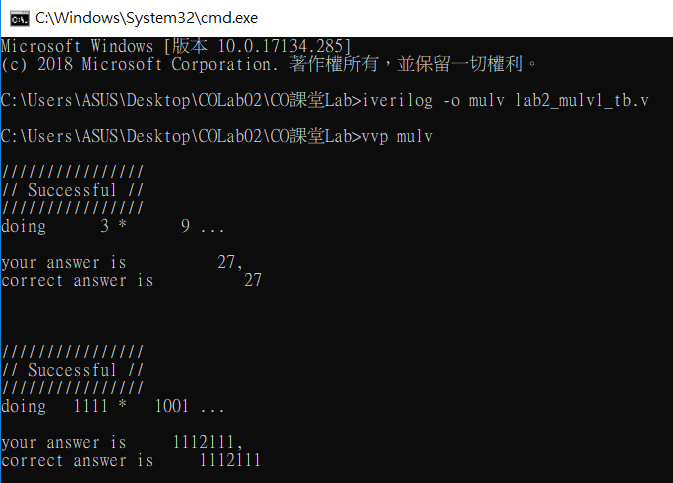 C:\Windows\System32\cmd.exe
Microsoft Windows [版本 10.0.17134.285]
(c) 2018 Microsoft Corporation. 著作權所有，並保留一切權利。
C:\Users\ASUS\Desktop\COLab02\CO課堂Lab>iverilog -o mulv lab2_mulv1_tb.v
C:\Users\ASUS\Desktop\COLab02\CO課堂Lab>vvp mulv
////////////////
// Successful //
////////////////
doing      3 *      9 ...
your answer is          27,
correct answer is          27
////////////////
// Successful //
////////////////
doing   1111 *   1001 ...
your answer is     1112111,
correct answer is     1112111